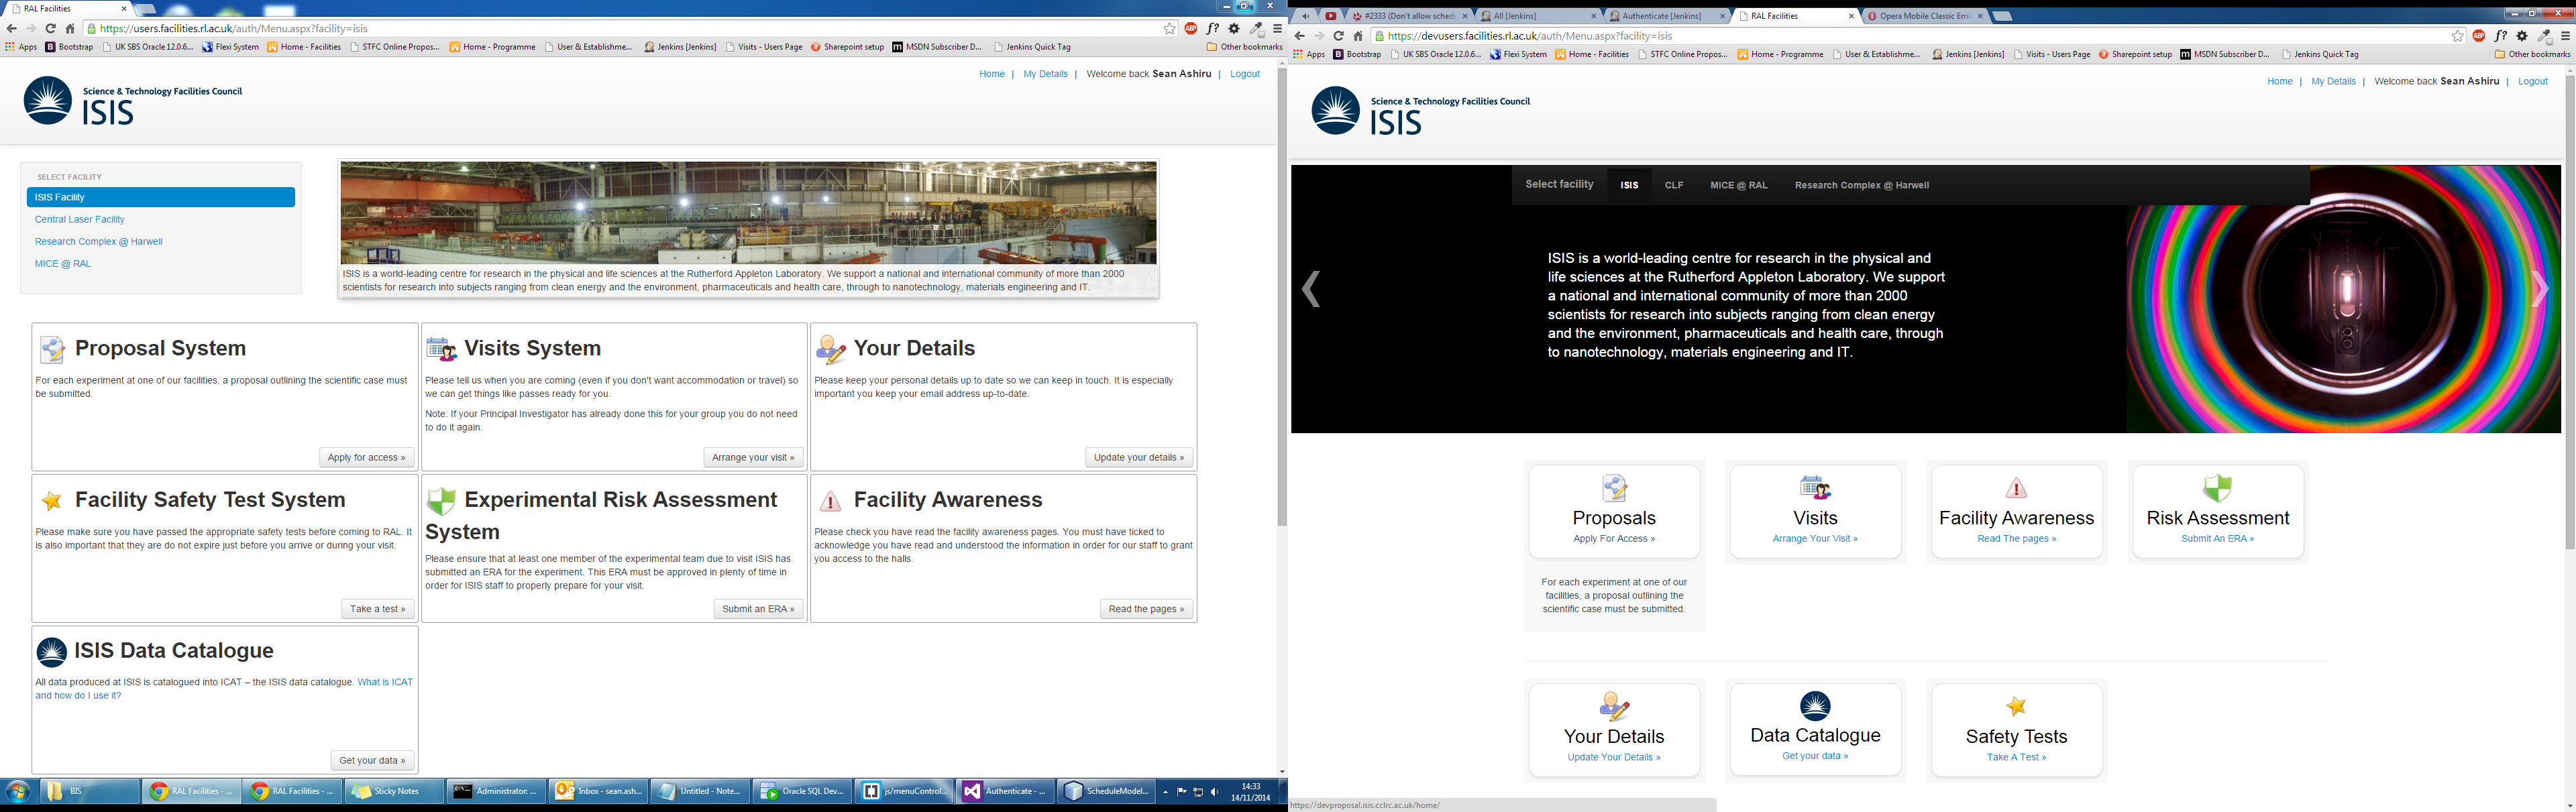 RAL Facilities
https://users.facilities.rl.ac.uk/auth/Menu.aspx?facility=isis
Apps Bootstrap UK SBS Oracle 12.0.6... Flexi System Home - Facilities STFC Online Propos... Home - Programme User & Establishme... Jenkins [Jenkins] Visits - Users Page Sharepoint setup MSDN Subscriber D... Jenkins Quick Tag Other bookmarks
Home | My Details | Welcome back Sean Ashiru | Logout
Science & Technology Facilities Council
ISIS
SELECT FACILITY
ISIS Facility
Central Laser Facility
Research Complex @ Harwell
MICE @ RAL
ISIS is a world-leading centre for research in the physical and life sciences at the Rutherford Appleton Laboratory. We support a national and international community of more than 2000
scientists for research into subjects ranging from clean energy and the environment, pharmaceuticals and health care, through to nanotechnology, materials engineering and IT.
Proposal System
For each experiment at one of our facilities, a proposal outlining the scientific case must
be submitted.
Apply for access »
Visits System
Please tell us when you are coming (even if you don't want accommodation or travel) so
we can get things like passes ready for you.
Note: If your Principal Investigator has already done this for your group you do not need
to do it again.
Arrange your visit »
Your Details
Please keep your personal details up to date so we can keep in touch. It is especially
important you keep your email address up-to-date.
Update your details »
Facility Safety Test System
Please make sure you have passed the appropriate safety tests before coming to RAL. It
is also important that they are do not expire just before you arrive or during your visit.
Take a test »
Experimental Risk Assessment
System
Please ensure that at least one member of the experimental team due to visit ISIS has
submitted an ERA for the experiment. This ERA must be approved in plenty of time in
order for ISIS staff to properly prepare for your visit.
Submit an ERA »
Facility Awareness
Please check you have read the facility awareness pages. You must have ticked to
acknowledge you have read and understood the information in order for our staff to grant
you access to the halls.
Read the pages »
ISIS Data Catalogue
All data produced at ISIS is catalogued into ICAT – the ISIS data catalogue. What is ICAT
and how do I use it?
Get your data »
BIS RAL Facilities - ... RAL Facilities - ... Sticky Notes Administrator: ... Inbox - sean.ash... Untitled - Note... Oracle SQL Dev... js/menuControl... Authenticate - ... ScheduleModel... 14:33
14/11/2014
#2333 (Don't allow sched All [Jenkins] Authenticate [Jenkins] RAL Facilities Opera Mobile Classic Em
https://devusers.facilities.rl.ac.uk/auth/Menu.aspx?facility=isis
Apps Bootstrap UK SBS Oracle 12.0.6... Flexi System Home - Facilities STFC Online Propos... Home - Programme User & Establishme... Jenkins [Jenkins] Visits - Users Page Sharepoint setup MSDN Subscriber D... Jenkins Quick Tag Other bookmarks
Home | My Details | Welcome back Sean Ashiru | Logout
Science & Technology Facilities Council
ISIS
Select facility ISIS CLF MICE @ RAL Research Complex @ Harwell
ISIS is a world-leading centre for research in the physical and
life sciences at the Rutherford Appleton Laboratory. We support
a national and international community of more than 2000
scientists for research into subjects ranging from clean energy
and the environment, pharmaceuticals and health care, through
to nanotechnology, materials engineering and IT.
Proposals
Apply For Access »
For each experiment at one of our
facilities, a proposal outlining the
scientific case must be submitted.
Visits
Arrange Your Visit »
Facility Awareness
Read The pages »
Risk Assessment
Submit An ERA »
Your Details
Update Your Details »
Data Catalogue
Get your data »
Safety Tests
Take A Test »
https://devproposal.isis.cclrc.ac.uk/home/